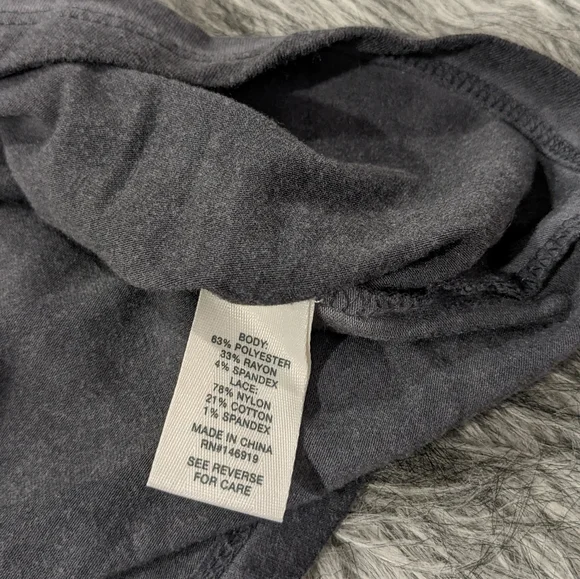 BODY:
63% POLYESTER
33% RAYON
4% SPANDEX
LACE:
78% NYLON
21% COTTON
1% SPANDEX
MADE IN CHINA
RN#146919
SEE REVERSE
FOR CARE